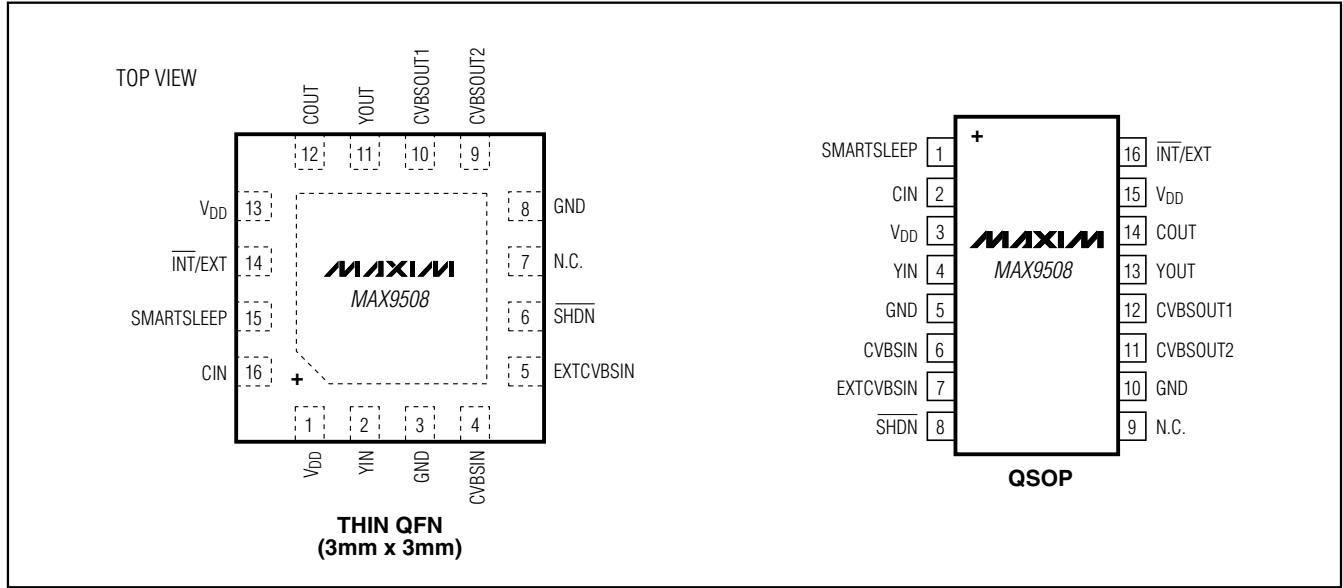 TOP VIEW
COUT
YOUT
CVBSOUT1
CVBSOUT2
12
11
10
9
VDD 13
INT/EXT 14
SMARTSLEEP 15
CIN 16
8 GND
7 N.C.
6 SHDN
5 EXTCVBSIN
MAXIM
MAX9508
+
1
2
3
4
VDD
YIN
GND
CVBSIN
THIN QFN
(3mm x 3mm)
+
SMARTSLEEP 1
CIN 2
VDD 3
YIN 4
GND 5
CVBSIN 6
EXTCVBSIN 7
SHDN 8
MAXIM
MAX9508
16 INT/EXT
15 VDD
14 COUT
13 YOUT
12 CVBSOUT1
11 CVBSOUT2
10 GND
9 N.C.
QSOP